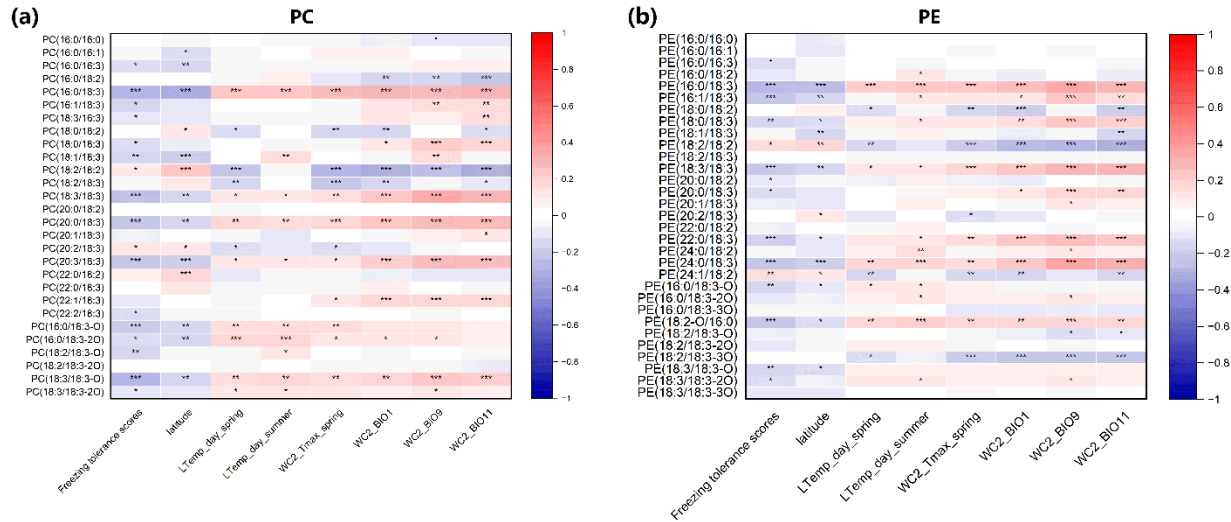 (a)
PC
PC(16:0/16:0)
PC(16:0/16:1)
PC(16:0/16:3)
PC(16:0/18:2)
PC(16:0/18:3)
PC(16:1/18:3)
PC(18:3/16:3)
PC(18:0/18:2)
PC(18:0/18:3)
PC(18:1/18:3)
PC(18:2/18:2)
PC(18:2/18:3)
PC(18:3/18:3)
PC(20:0/18:2)
PC(20:0/18:3)
PC(20:1/18:3)
PC(20:2/18:3)
PC(20:3/18:3)
PC(22:0/18:2)
PC(22:0/18:3)
PC(22:1/18:3)
PC(22:2/18:3)
PC(16:0/18:3-O)
PC(16:0/18:3-2O)
PC(18:2/18:3-O)
PC(18:2/18:3-2O)
PC(18:3/18:3-O)
PC(18:3/18:3-2O)
Freezing tolerance scores
latitude
LTemp_day_spring
LTemp_day_summer
WC2_Tmax_spring
WC2_BIO1
WC2_BIO9
WC2_BIO11
1
0.8
0.6
0.4
0.2
0
-0.2
-0.4
-0.6
-0.8
-1
(b)
PE
PE(16:0/16:0)
PE(16:0/16:1)
PE(16:0/16:3)
PE(16:0/18:2)
PE(16:0/18:3)
PE(16:1/18:3)
PE(18:0/18:2)
PE(18:0/18:3)
PE(18:1/18:3)
PE(18:2/18:2)
PE(18:2/18:3)
PE(18:3/18:3)
PE(20:0/18:2)
PE(20:0/18:3)
PE(20:1/18:3)
PE(20:2/18:3)
PE(22:0/18:2)
PE(22:0/18:3)
PE(24:0/18:2)
PE(24:0/18:3)
PE(24:1/18:2)
PE(16:0/18:3-O)
PE(16:0/18:3-2O)
PE(16:0/18:3-3O)
PE(18:2-O/16:0)
PE(18:2/18:3-O)
PE(18:2/18:3-2O)
PE(18:2/18:2-3O)
PE(18:3/18:3-O)
PE(18:3/18:3-2O)
PE(18:3/18:3-3O)
Freezing tolerance scores
latitude
LTemp_day_spring
LTemp_day_summer
WC2_Tmax_spring
WC2_BIO1
WC2_BIO9
WC2_BIO11
1
0.8
0.6
0.4
0.2
0
-0.2
-0.4
-0.6
-0.8
-1